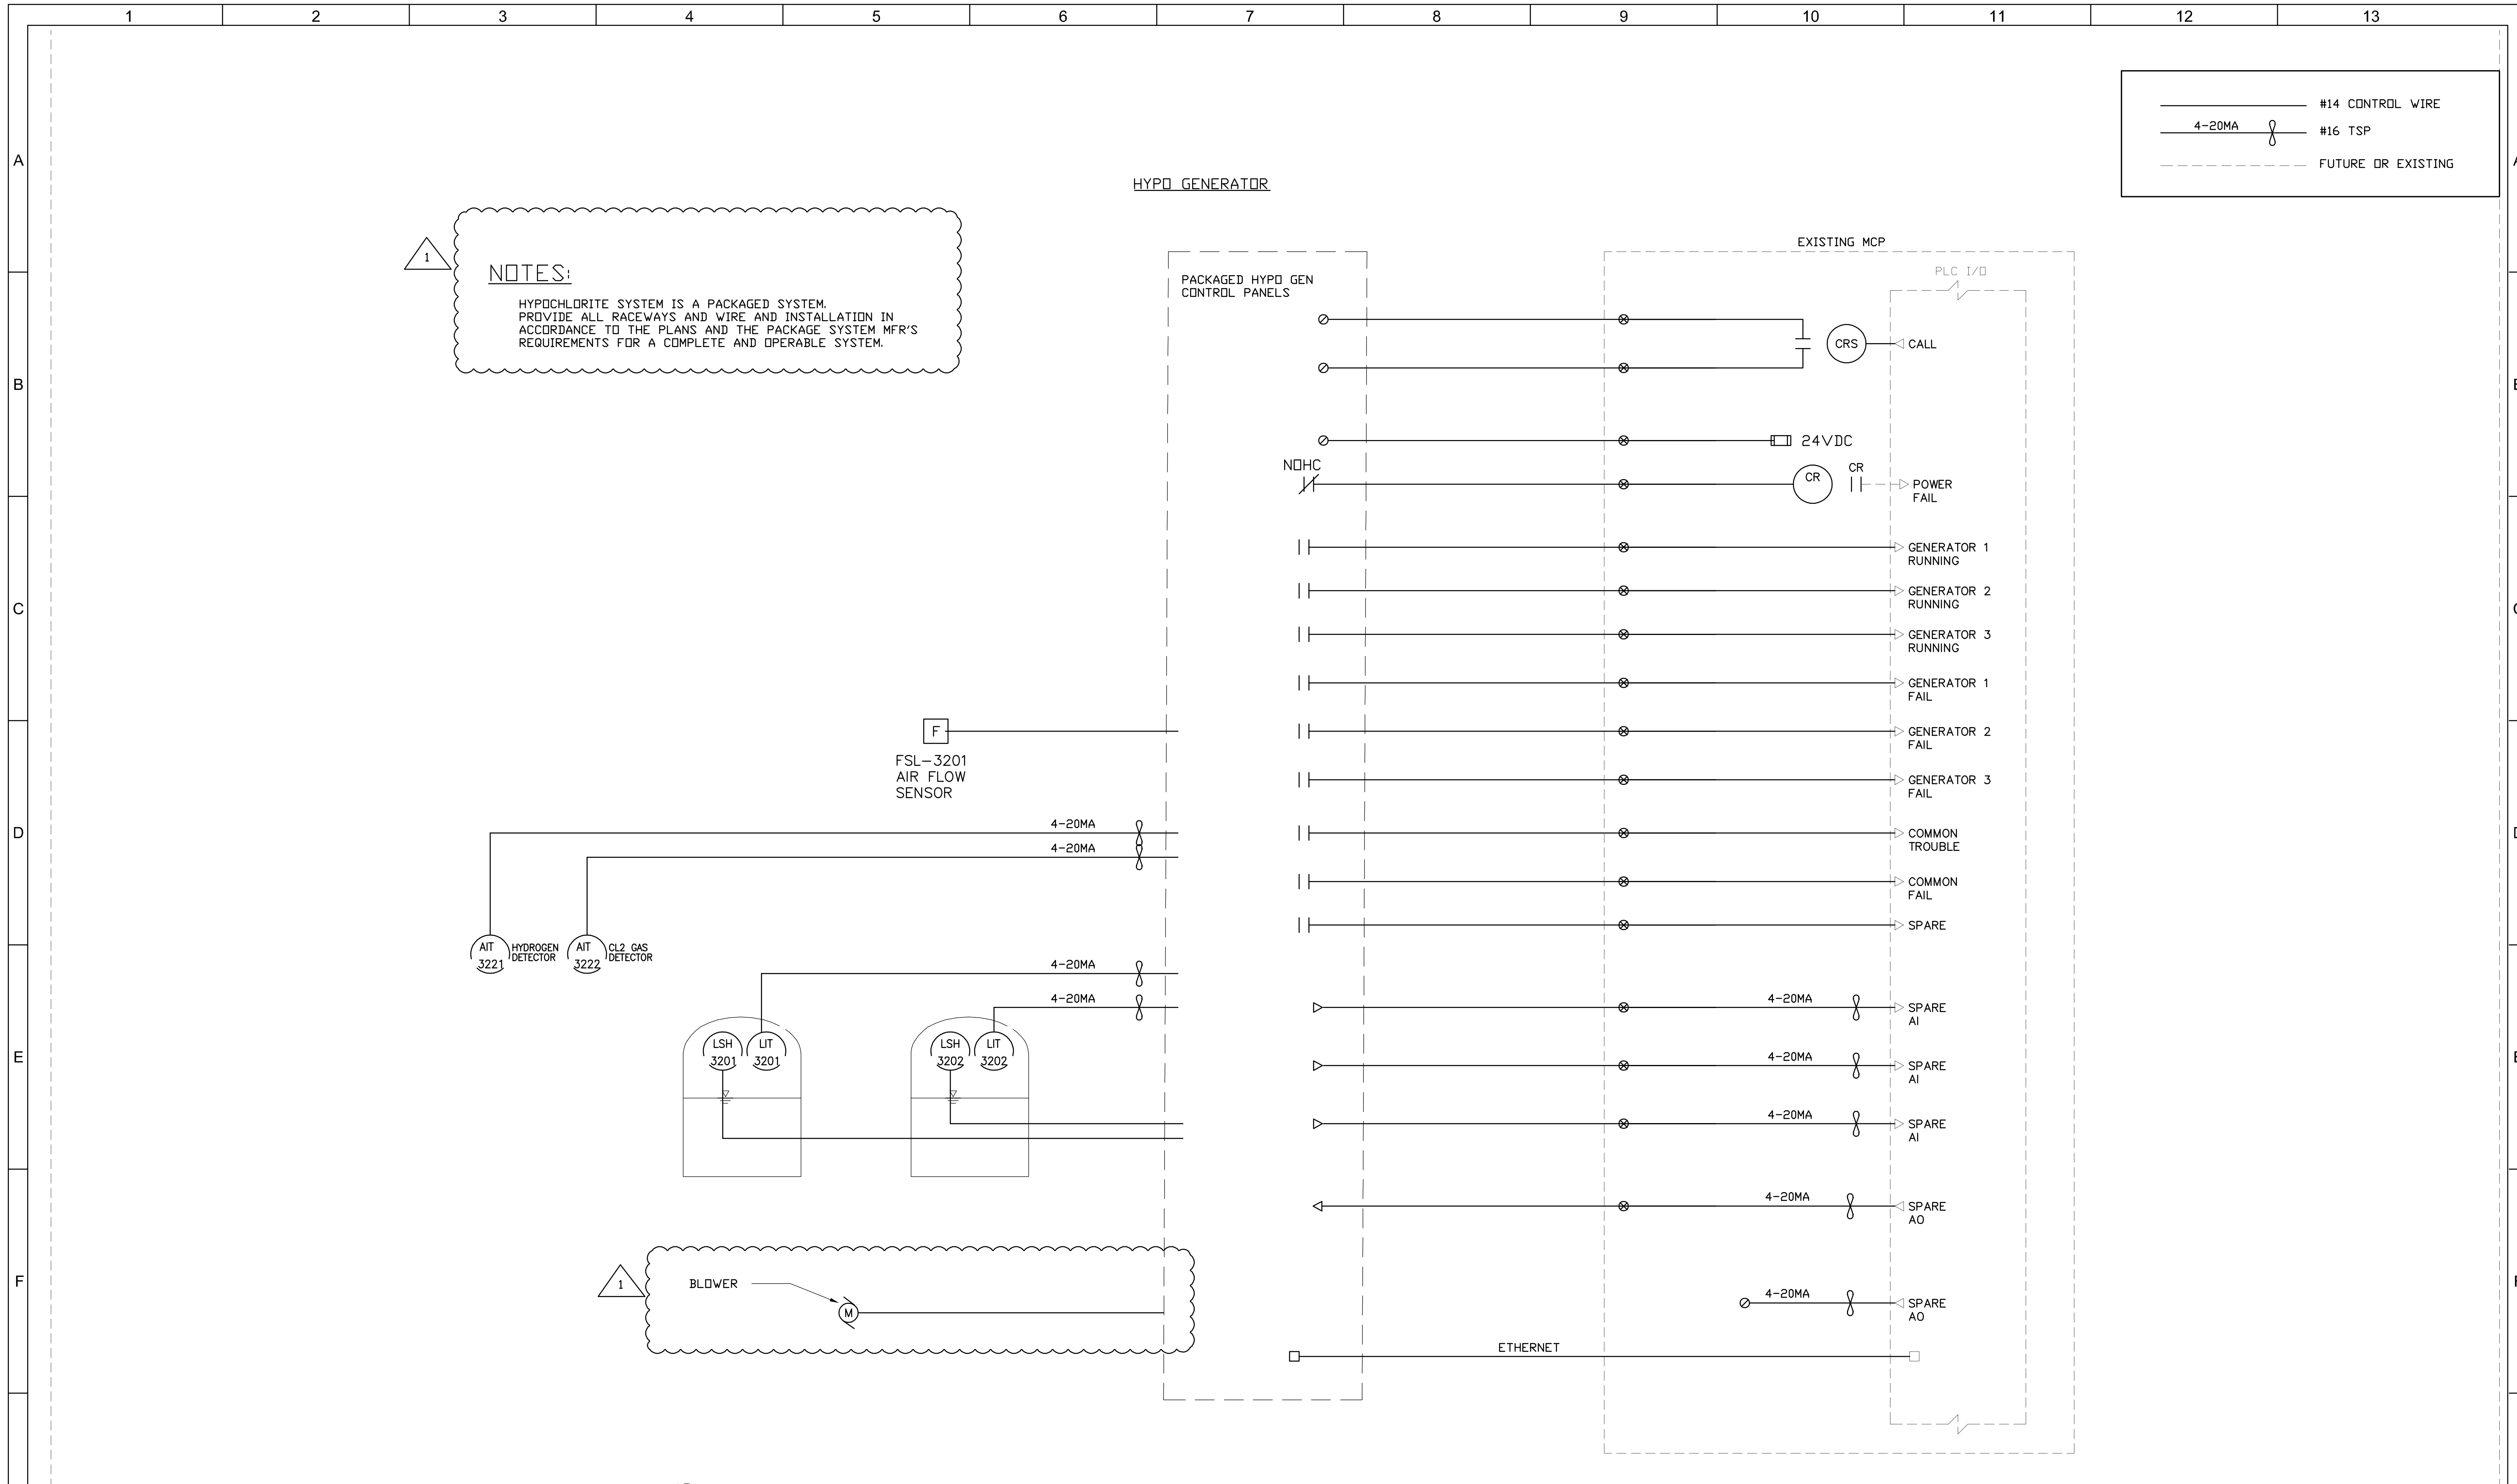 1 2 3 4 5 6 7 8 9 10 11 12 13
#14 CONTROL WIRE
4-20MA #16 TSP
FUTURE OR EXISTING
A
HYPO GENERATOR
1
NOTES:
HYPOCHLORITE SYSTEM IS A PACKAGED SYSTEM.
PROVIDE ALL RACEWAYS AND WIRE AND INSTALLATION IN
ACCORDANCE TO THE PLANS AND THE PACKAGE SYSTEM MFR'S
REQUIREMENTS FOR A COMPLETE AND OPERABLE SYSTEM.
PACKAGED HYPO GEN
CONTROL PANELS
EXISTING MCP
PLC I/O
CRS CALL
B
24VDC
NOHC
CR CR POWER
FAIL
GENERATOR 1
RUNNING
GENERATOR 2
RUNNING
C
GENERATOR 3
RUNNING
GENERATOR 1
FAIL
F
FSL-3201
AIR FLOW
SENSOR
GENERATOR 2
FAIL
GENERATOR 3
FAIL
D
4-20MA
4-20MA
COMMON
TROUBLE
COMMON
FAIL
SPARE
AIT
3221
HYDROGEN
DETECTOR
AIT
3222
CL2 GAS
DETECTOR
4-20MA
4-20MA
4-20MA SPARE
AI
E
LSH
3201
LIT
3201
LSH
3202
LIT
3202
4-20MA SPARE
AI
4-20MA SPARE
AI
4-20MA SPARE
AO
F
1
BLOWER
M
4-20MA SPARE
AO
ETHERNET